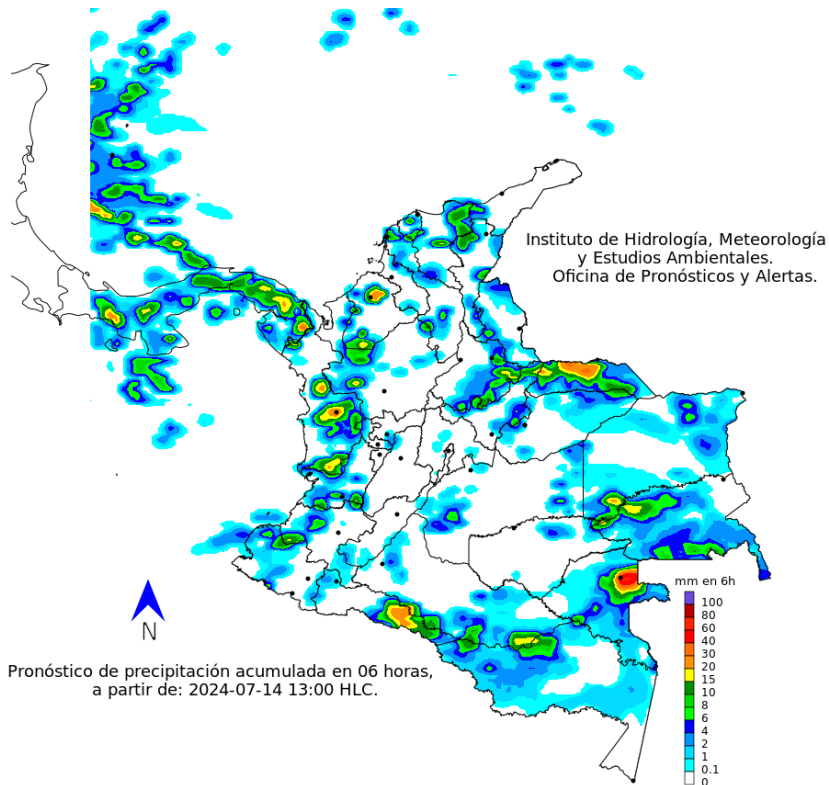 Instituto de Hidrología, Meteorología
y Estudios Ambientales.
Oficina de Pronósticos y Alertas.
mm en 6h
100
80
60
40
30
20
15
10
8
6
4
2
1
0.1
0
N
Pronóstico de precipitación acumulada en 06 horas,
a partir de: 2024-07-14 13:00 HLC.